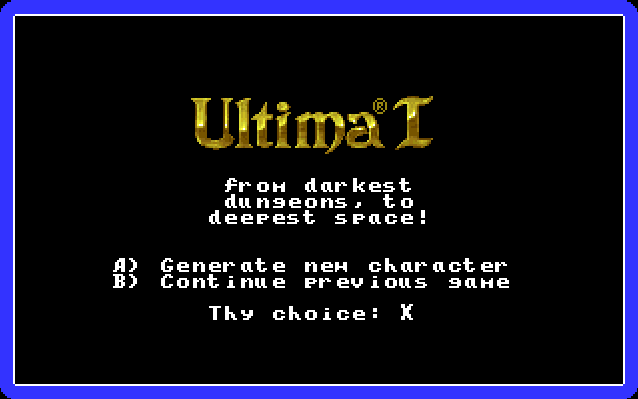 Ultima® I
from darkest
dungeons, to
deepest space!
A) Generate new character
B) Continue previous game
Thy choice: X